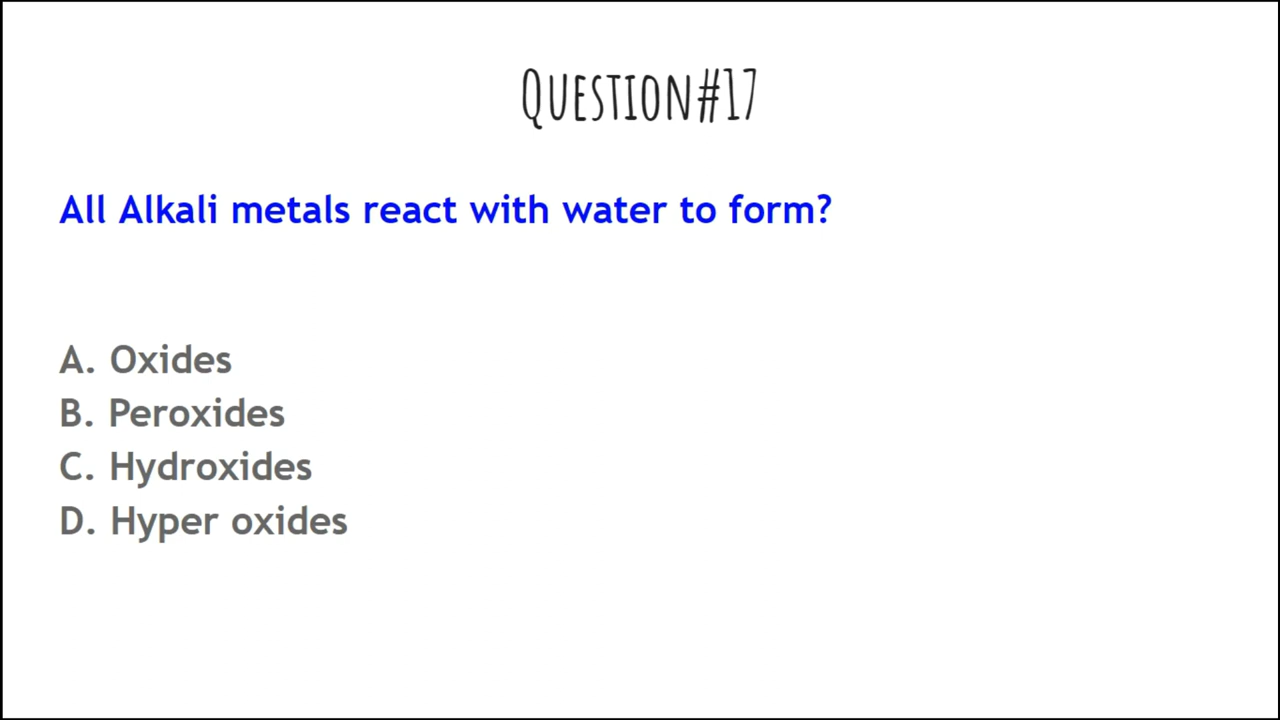 Question#17
All Alkali metals react with water to form?
A. Oxides
B. Peroxides
C. Hydroxides
D. Hyper oxides